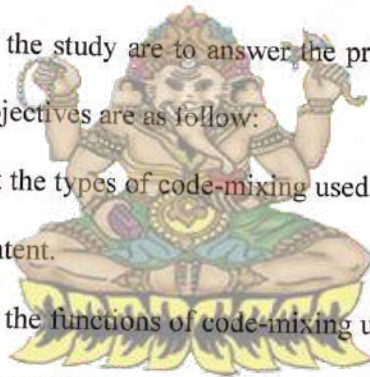 the study are to answer the pr
jectives are as follow:
the types of code-mixing used
tent.
the functions of code-mixing u